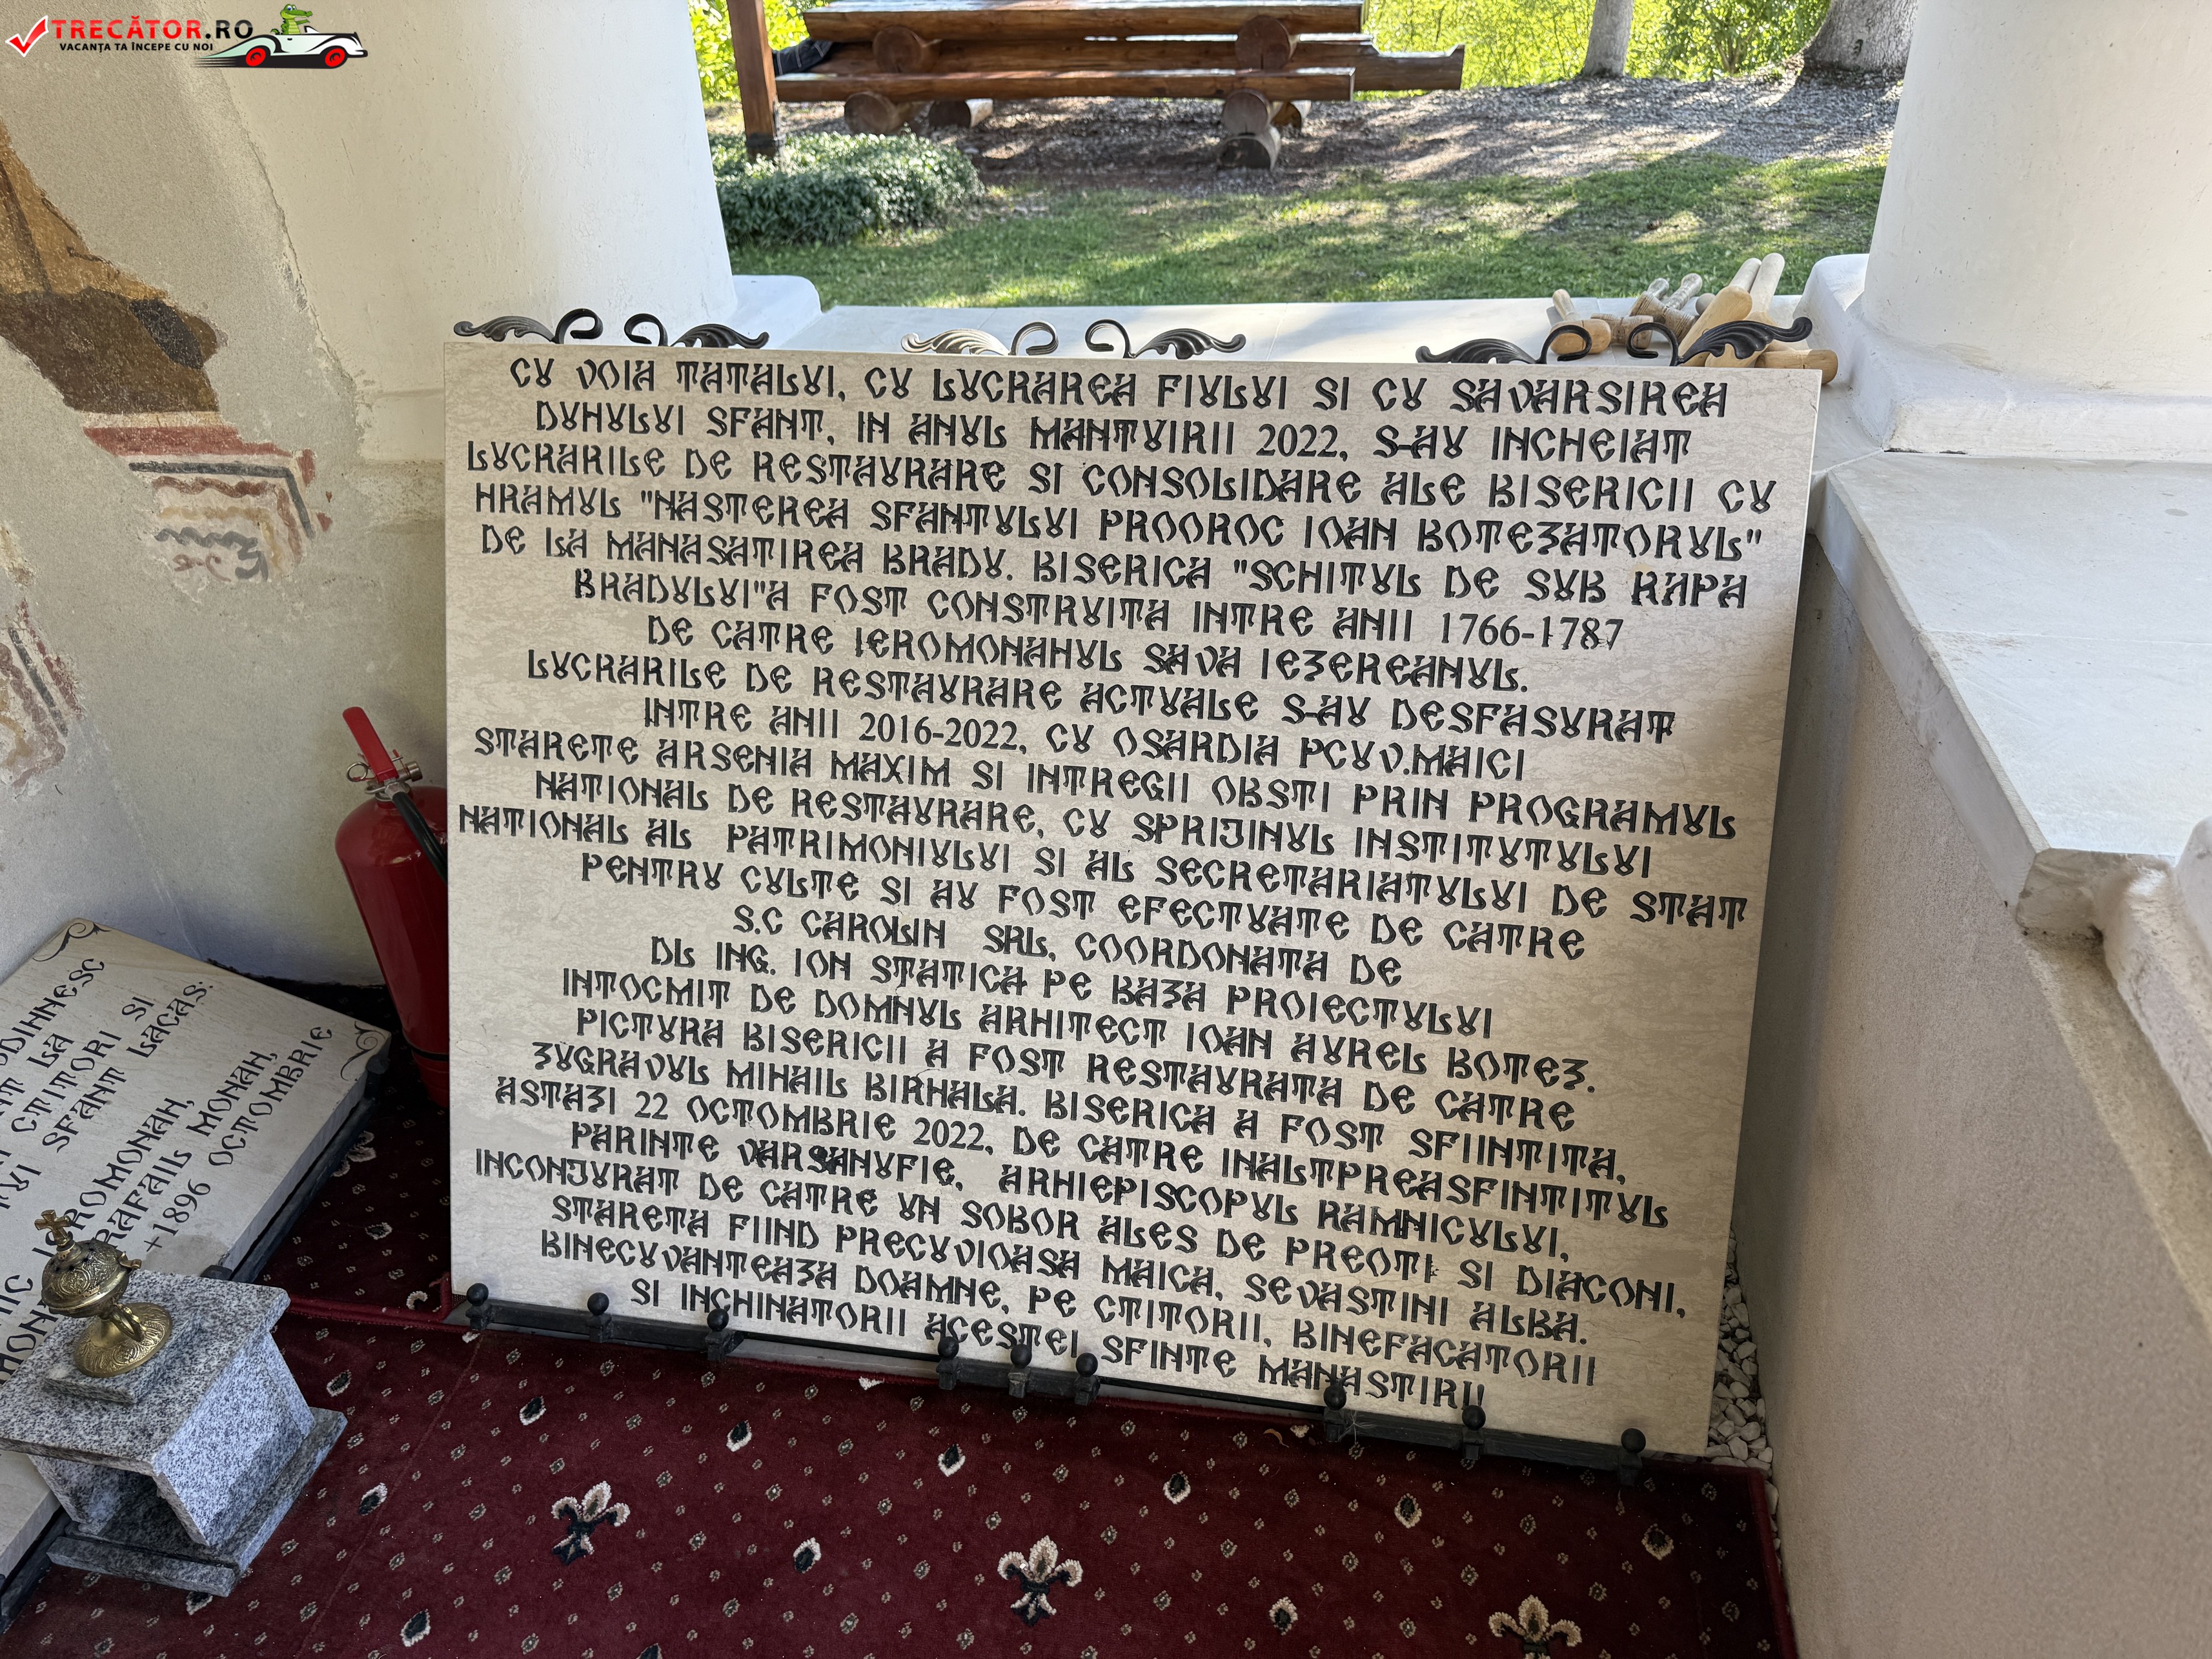 TRECĂTOR.RO
VACANȚA TA ÎNCEPE CU NOI
CU VOIA TATALUI, CU LUCRAREA FIULUI SI CU SAVARSIREA
DUHULUI SFANT, IN ANUL MANTUIRII 2022, S-AU INCHEIAT
LUCRARILE DE RESTAURARE SI CONSOLIDARE ALE BISERICII CU
HRAMUL "NASTEREA SFANTULUI PROOROC IOAN BOTEZATORUL"
DE LA MANASATIREA BRADU. BISERICA "SCHITUL DE SUB RAPA
BRADULUI"A FOST CONSTRUITA INTRE ANII 1766-1787
DE CATRE IEROMONAHUL SAVA IEZEREANUL.
LUCRARILE DE RESTAURARE ACTUALE S-AU DESFASURAT
INTRE ANII 2016-2022, CU OSARDIA PCUV.MAICI
STARETE ARSENIA MAXIM SI INTREGII OBSTI PRIN PROGRAMUL
NATIONAL DE RESTAURARE, CU SPRIJINUL INSTITUTULUI
NATIONAL AL PATRIMONIULUI SI AL SECRETARIATULUI DE STAT
PENTRU CULTE SI AU FOST EFECTUATE DE CATRE
S.C CAROLIN SRL, COORDONATA DE
DL ING. ION STATICA PE BAZA PROIECTULUI
INTOCMIT DE DOMNUL ARHITECT IOAN AUREL BOTEZ.
PICTURA BISERICII A FOST RESTAURATA DE CATRE
ZUGRAVUL MIHAIL BIRHALA. BISERICA A FOST SFIINTITA,
ASTAZI 22 OCTOMBRIE 2022, DE CATRE INALTPREASFINTITUL
PARINTE VARSANUFIE, ARHIEPISCOPUL RAMNICULUI,
INCONJURAT DE CATRE UN SOBOR ALES DE PREOTI SI DIACONI,
STARETA FIIND PRECUVIOASA MAICA, SEVASTINI ALBA.
BINECUVANTEAZA DOAMNE, PE CTITORII, BINEFACATORII
SI INCHINATORII ACESTEI SFINTE MANASTIRI!
LA
CTITORI SI
SFANT LACAS:
RAFAIL MONAH,
+1896 OCTOMBRIE